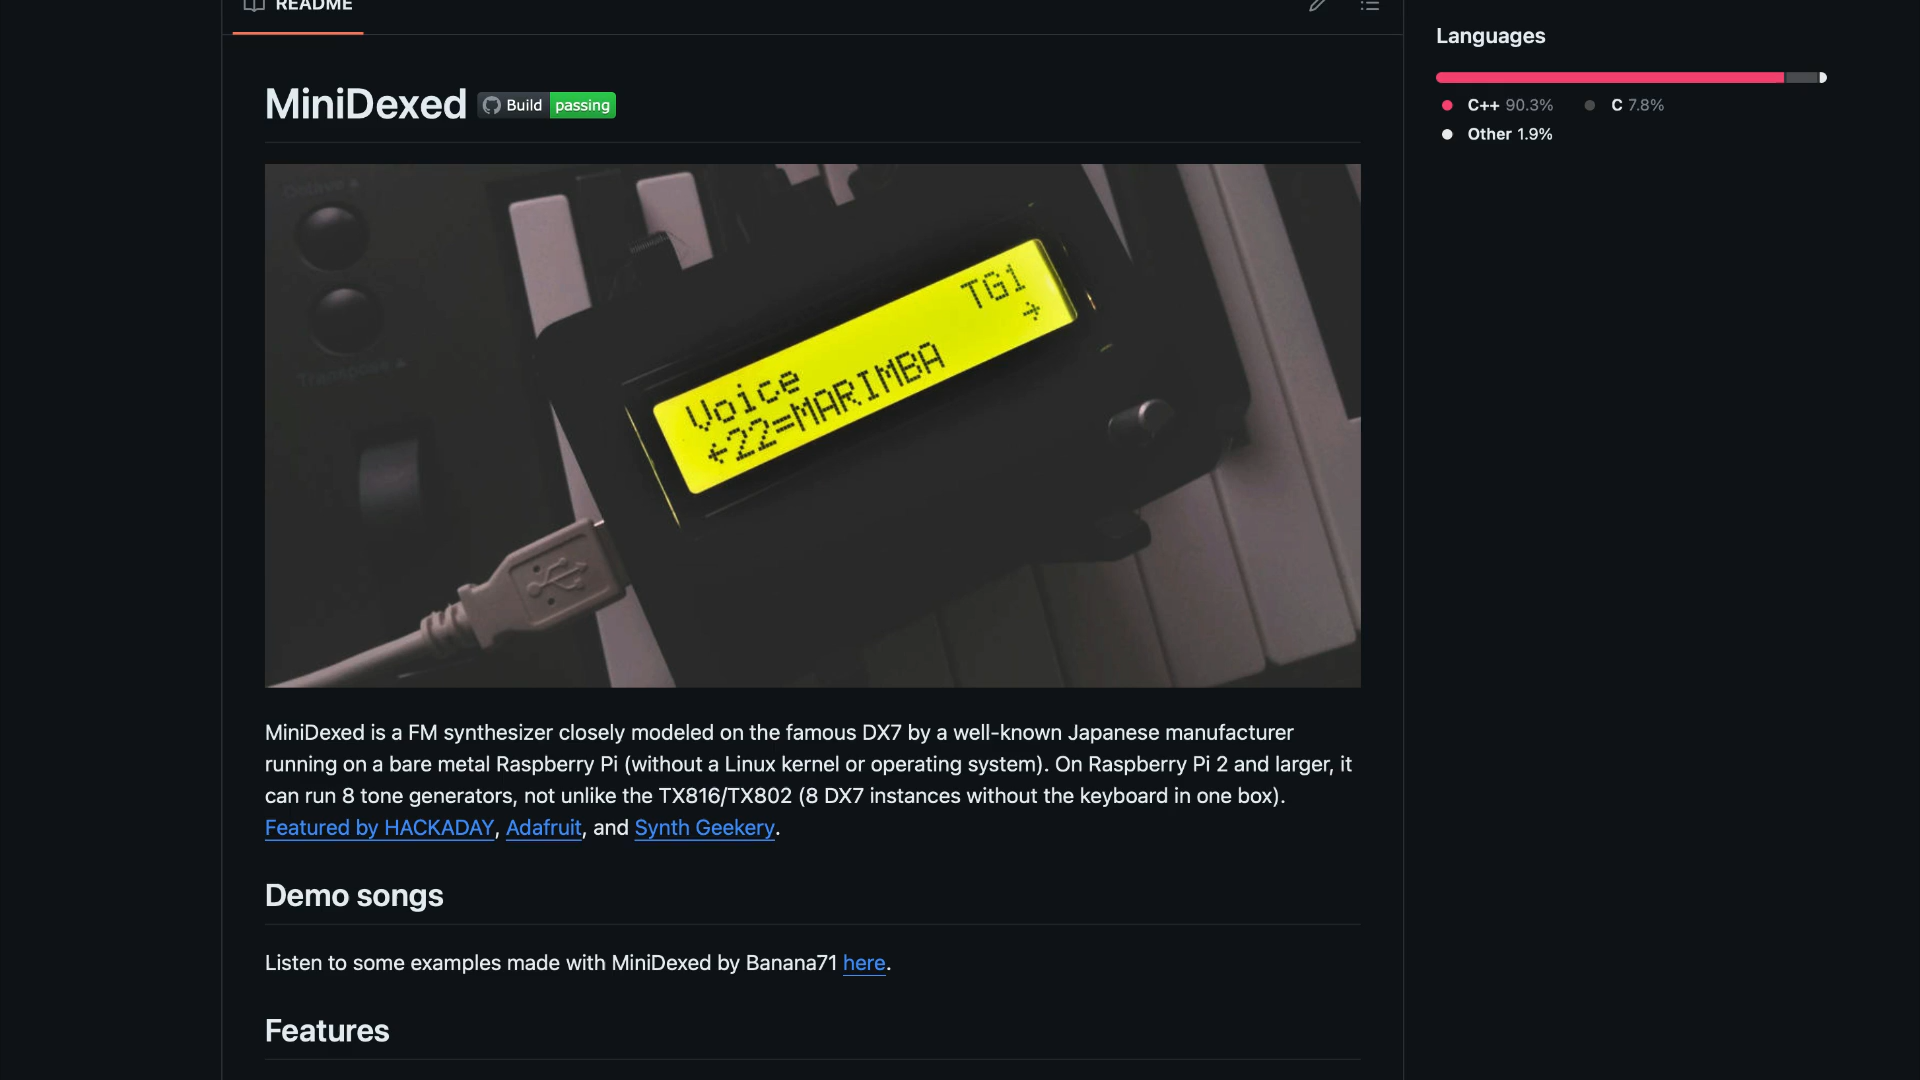 README
Languages
MiniDexed Build passing
C++ 90.3% C 7.8%
Other 1.9%
TG1
→
Voice
←22=MARIMBA
Transpose
MiniDexed is a FM synthesizer closely modeled on the famous DX7 by a well-known Japanese manufacturer
running on a bare metal Raspberry Pi (without a Linux kernel or operating system). On Raspberry Pi 2 and larger, it
can run 8 tone generators, not unlike the TX816/TX802 (8 DX7 instances without the keyboard in one box).
Featured by HACKADAY, Adafruit, and Synth Geekery.
Demo songs
Listen to some examples made with MiniDexed by Banana71 here.
Features